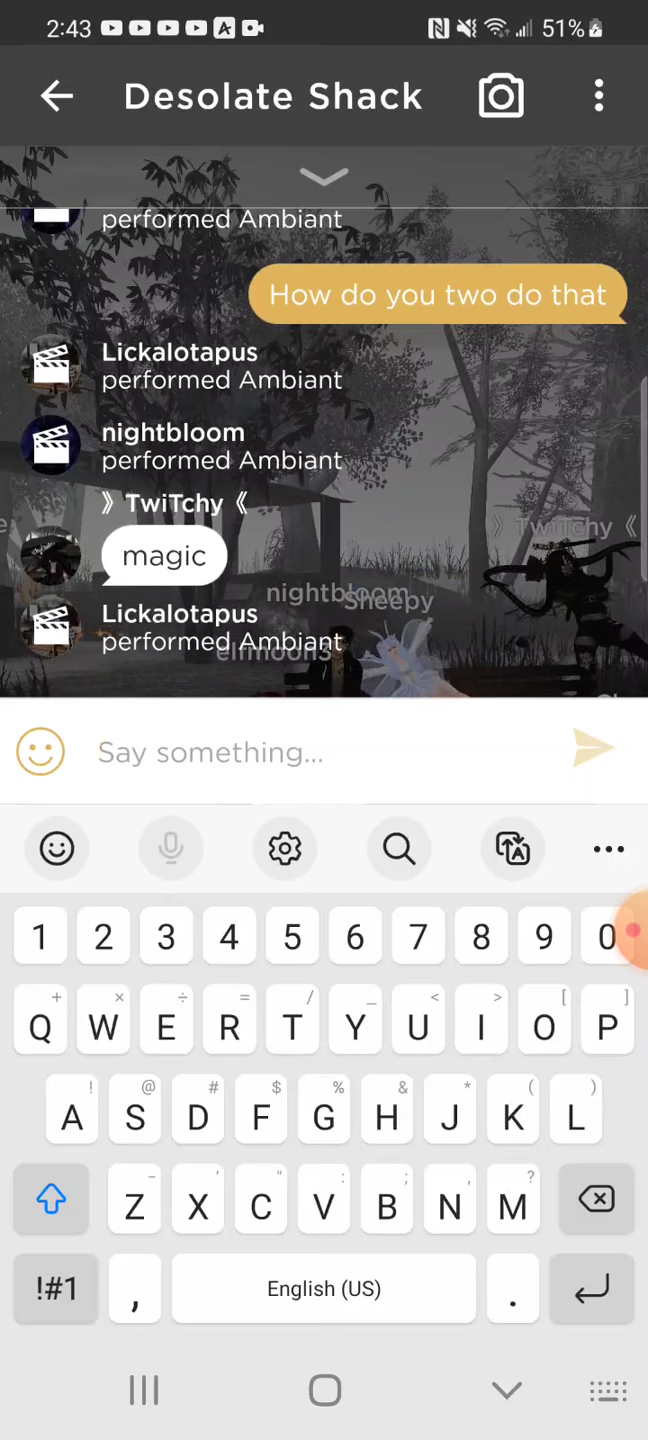 2:43
51%
Desolate Shack
performed Ambiant
How do you two do that
Lickalotapus
performed Ambiant
nightbloom
performed Ambiant
》 TwiTchy 《
》 TwiTchy 《
magic
nightbloom
Sheepy
Lickalotapus
performed Ambiant
elimoon3
Say something...
1 2 3 4 5 6 7 8 9 0
+ × ÷ = / _ < > [ ]
Q W E R T Y U I O P
! @ # $ % & * ( )
A S D F G H J K L
- ' " : ; , ?
Z X C V B N M
!#1 , English (US) .